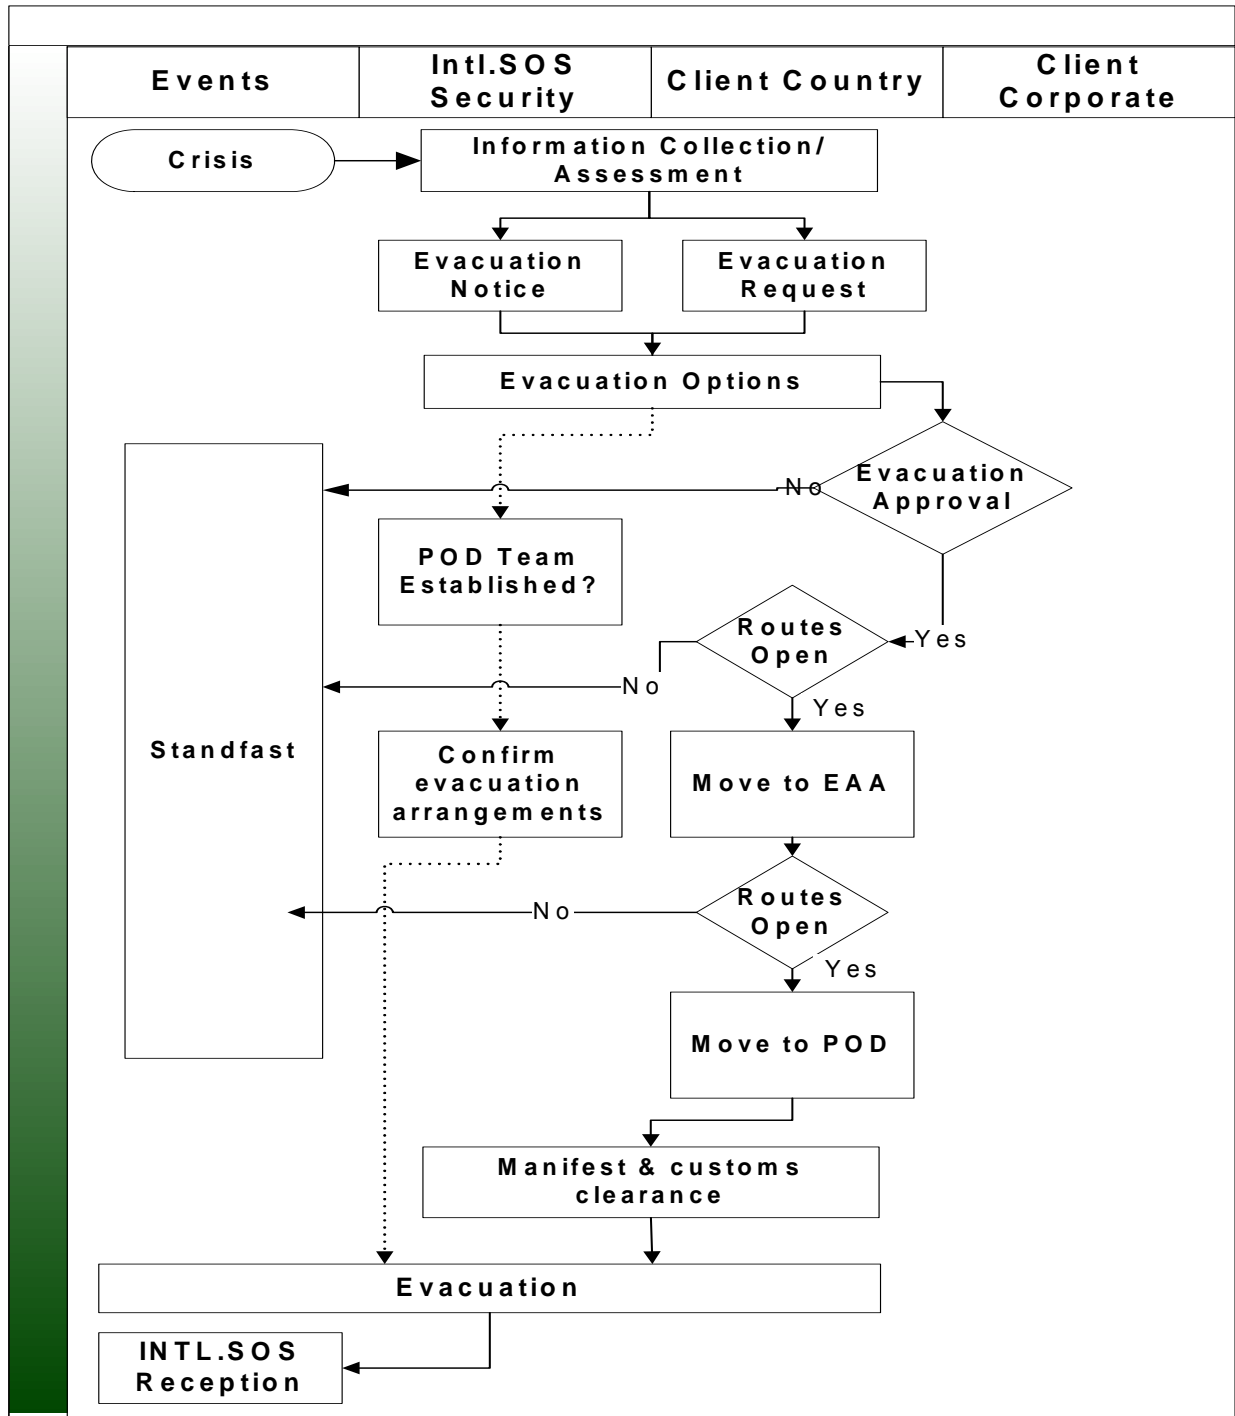 Events
Intl.SOS
Security
Client Country
Client
Corporate
Crisis
Information Collection/
Assessment
Evacuation
Notice
Evacuation
Request
Evacuation Options
Evacuation
Approval
No
POD Team
Established?
Routes
Open
Yes
No
Yes
Standfast
Confirm
evacuation
arrangements
Move to EAA
Routes
Open
No
Yes
Move to POD
Manifest & customs
clearance
Evacuation
INTL.SOS
Reception